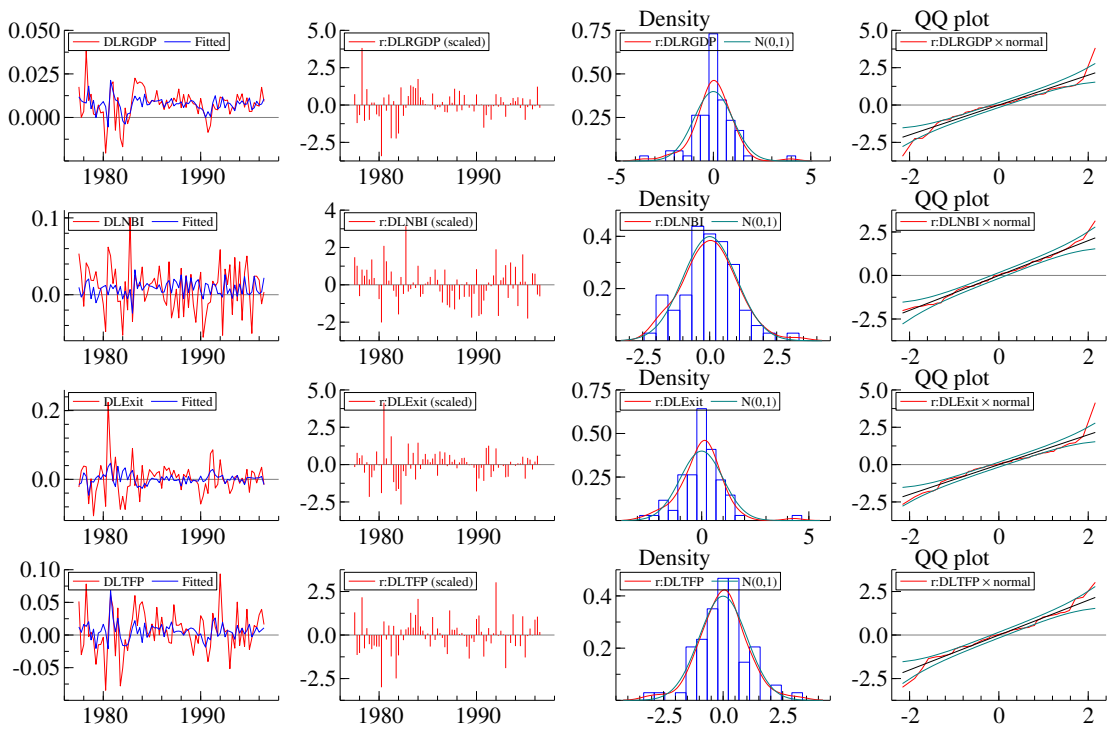 Density QQ plot
0.050 DLRGDP Fitted 5.0 r:DLRGDP (scaled) 0.75 r:DLRGDP N(0,1) 5.0 r:DLRGDP × normal
0.025 2.5 0.50 2.5
0.000 0.0 0.25 0.0
-2.5 -2.5
1980 1990 1980 1990 -5 0 5 -2 0 2
Density QQ plot
0.1 DLNBI Fitted 4 r:DLNBI (scaled) r:DLNBI N(0,1) r:DLNBI × normal
2 0.4 2.5
0.0 0 0.2 0.0
-2 -2.5
1980 1990 1980 1990 -2.5 0.0 2.5 -2 0 2
Density QQ plot
DLExit Fitted 5.0 r:DLExit (scaled) 0.75 r:DLExit N(0,1) 5.0 r:DLExit × normal
0.2 2.5 0.50 2.5
0.0 0.0 0.25 0.0
-2.5 -2.5
1980 1990 1980 1990 -2.5 0.0 2.5 -2 0 2
Density QQ plot
0.10 DLTFP Fitted r:DLTFP (scaled) r:DLTFP N(0,1) r:DLTFP × normal
0.05 2.5 0.4 2.5
0.00 0.0 0.2 0.0
-0.05 -2.5 -2.5
1980 1990 1980 1990 -2.5 0.0 2.5 -2 0 2